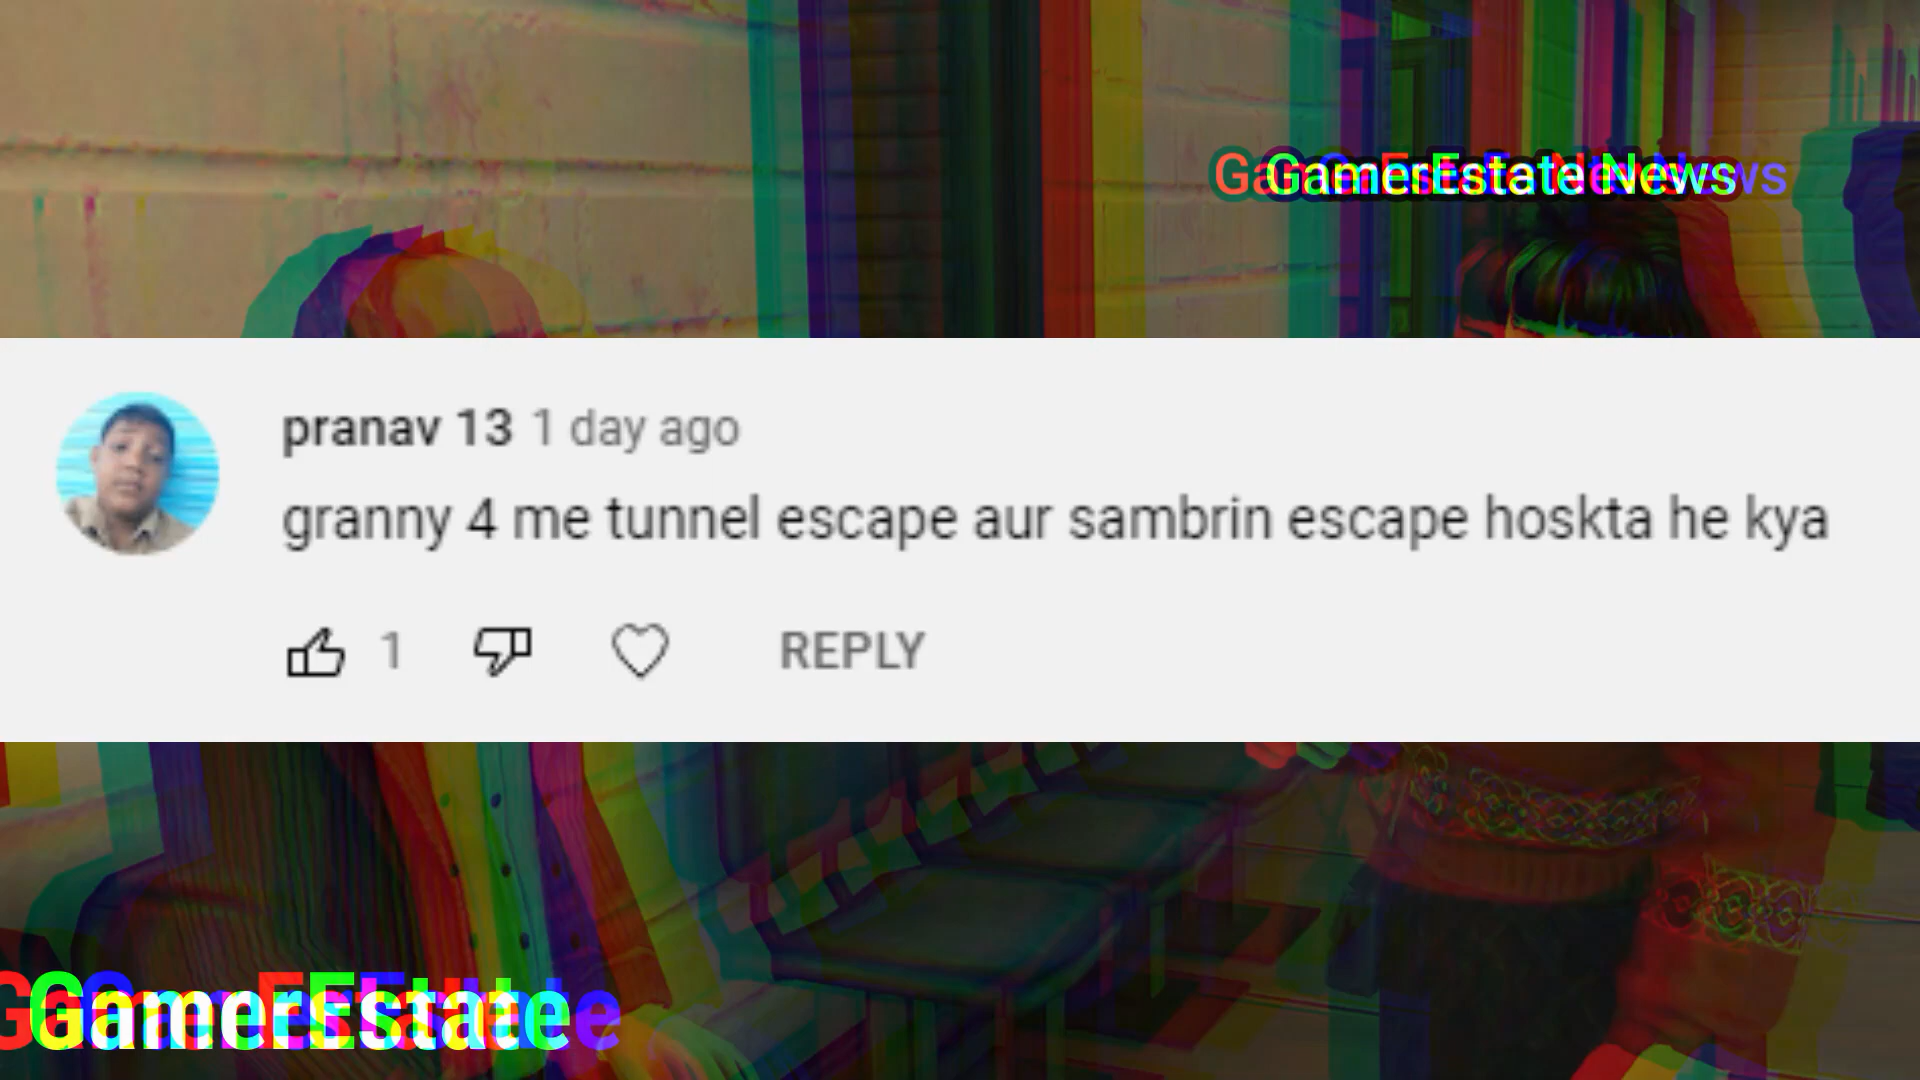 GamerEstate News
pranav 13 1 day ago
granny 4 me tunnel escape aur sambrin escape hoskta he kya
1
REPLY
GamerEstate